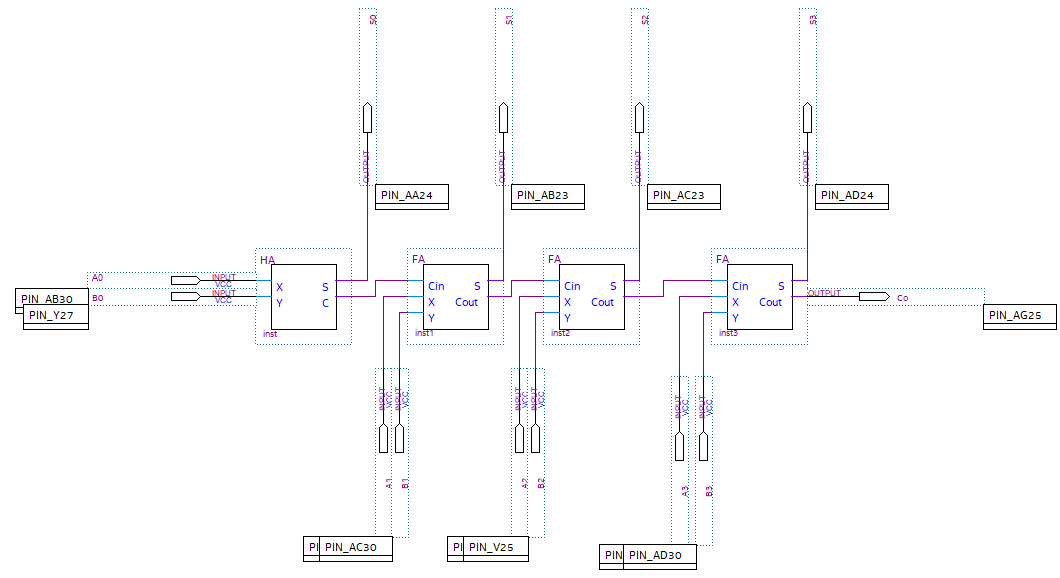 S0
S1
S2
S3
OUTPUT
OUTPUT
OUTPUT
OUTPUT
PIN_AA24
PIN_AB23
PIN_AC23
PIN_AD24
HA
FA
FA
FA
A0
INPUT
VCC
B0
INPUT
VCC
PIN_AB30
PIN_Y27
X
S
Y
C
inst
Cin
S
X
Cout
Y
inst1
Cin
S
X
Cout
Y
inst2
Cin
S
X
Cout
Y
inst3
OUTPUT
Co
PIN_AG25
INPUT
VCC
INPUT
VCC
INPUT
VCC
INPUT
VCC
INPUT
VCC
INPUT
VCC
A1
B1
A2
B2
A3
B3
PIN_AC30
PIN_V25
PIN_AD30